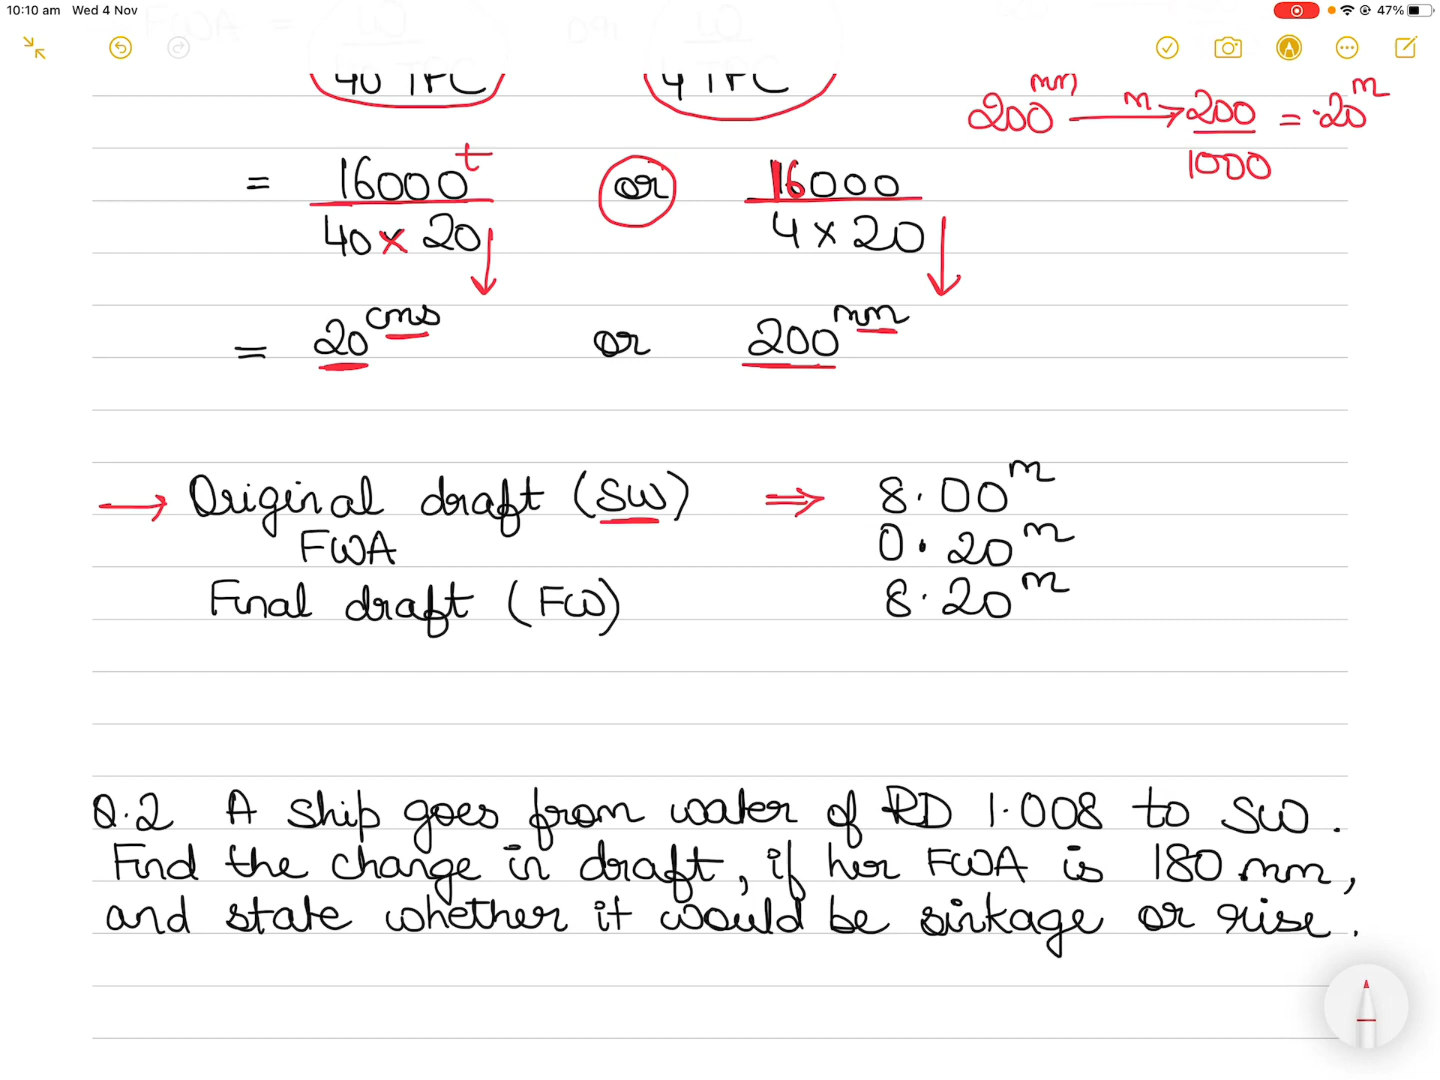 10:10 am Wed 4 Nov
47%
40 TPC 4 TPC
200 mm m → 200 / 1000 = .20 m
= 16000 t / 40 x 20 or 16000 / 4 x 20
= 20 cms or 200 mm
→ Original draft (SW) ⇒ 8.00 m
FWA 0.20 m
Final draft (FW) 8.20 m
Q.2 A ship goes from water of RD 1.008 to SW.
Find the change in draft, if her FWA is 180 mm,
and state whether it would be sinkage or rise.